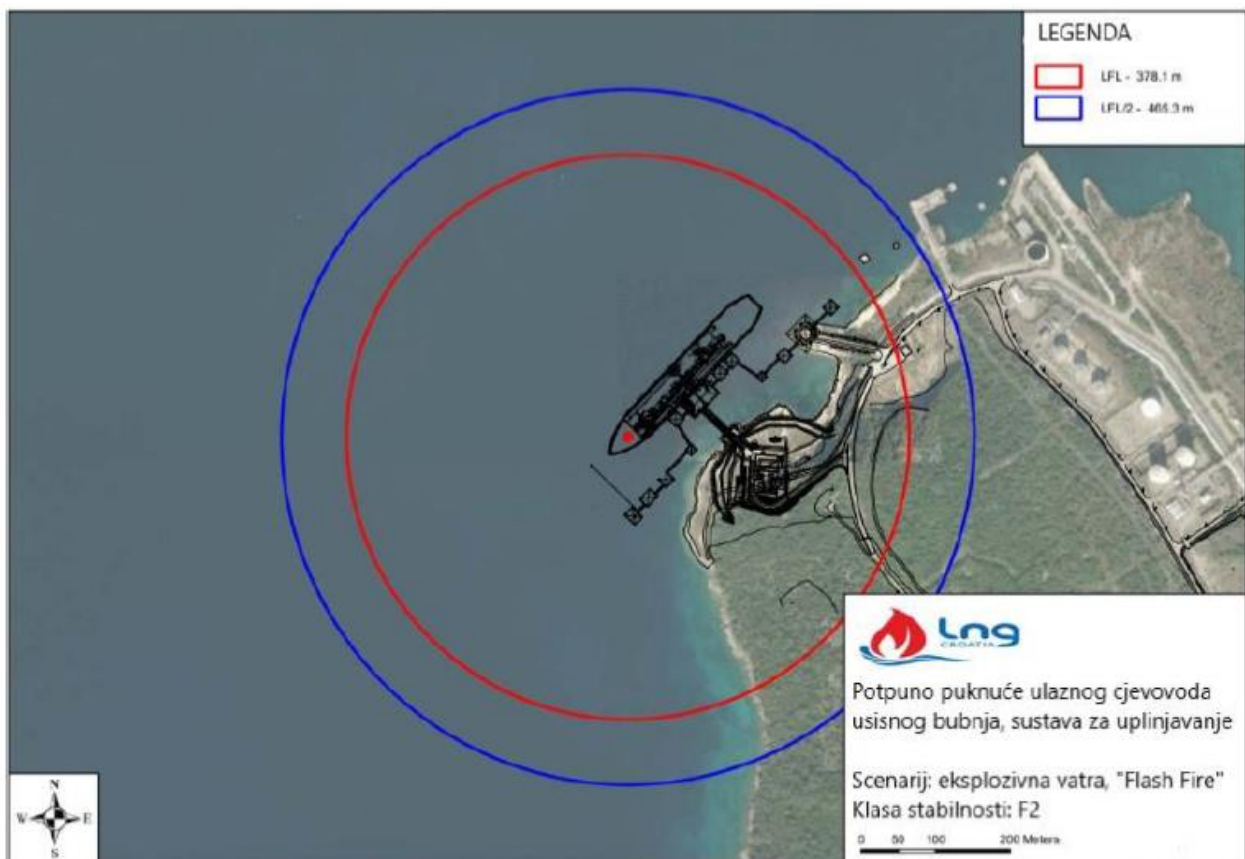 LEGENDA
LFL - 378.1 m
LFL/2 - 465.3 m
Lng
CROATIA
Potpuno puknuće ulaznog cjevovoda
usisnog bubnja, sustava za uplinjavanje
Scenarij: eksplozivna vatra, "Flash Fire"
Klasa stabilnosti: F2
0 50 100 200 Metera
N
W E
S